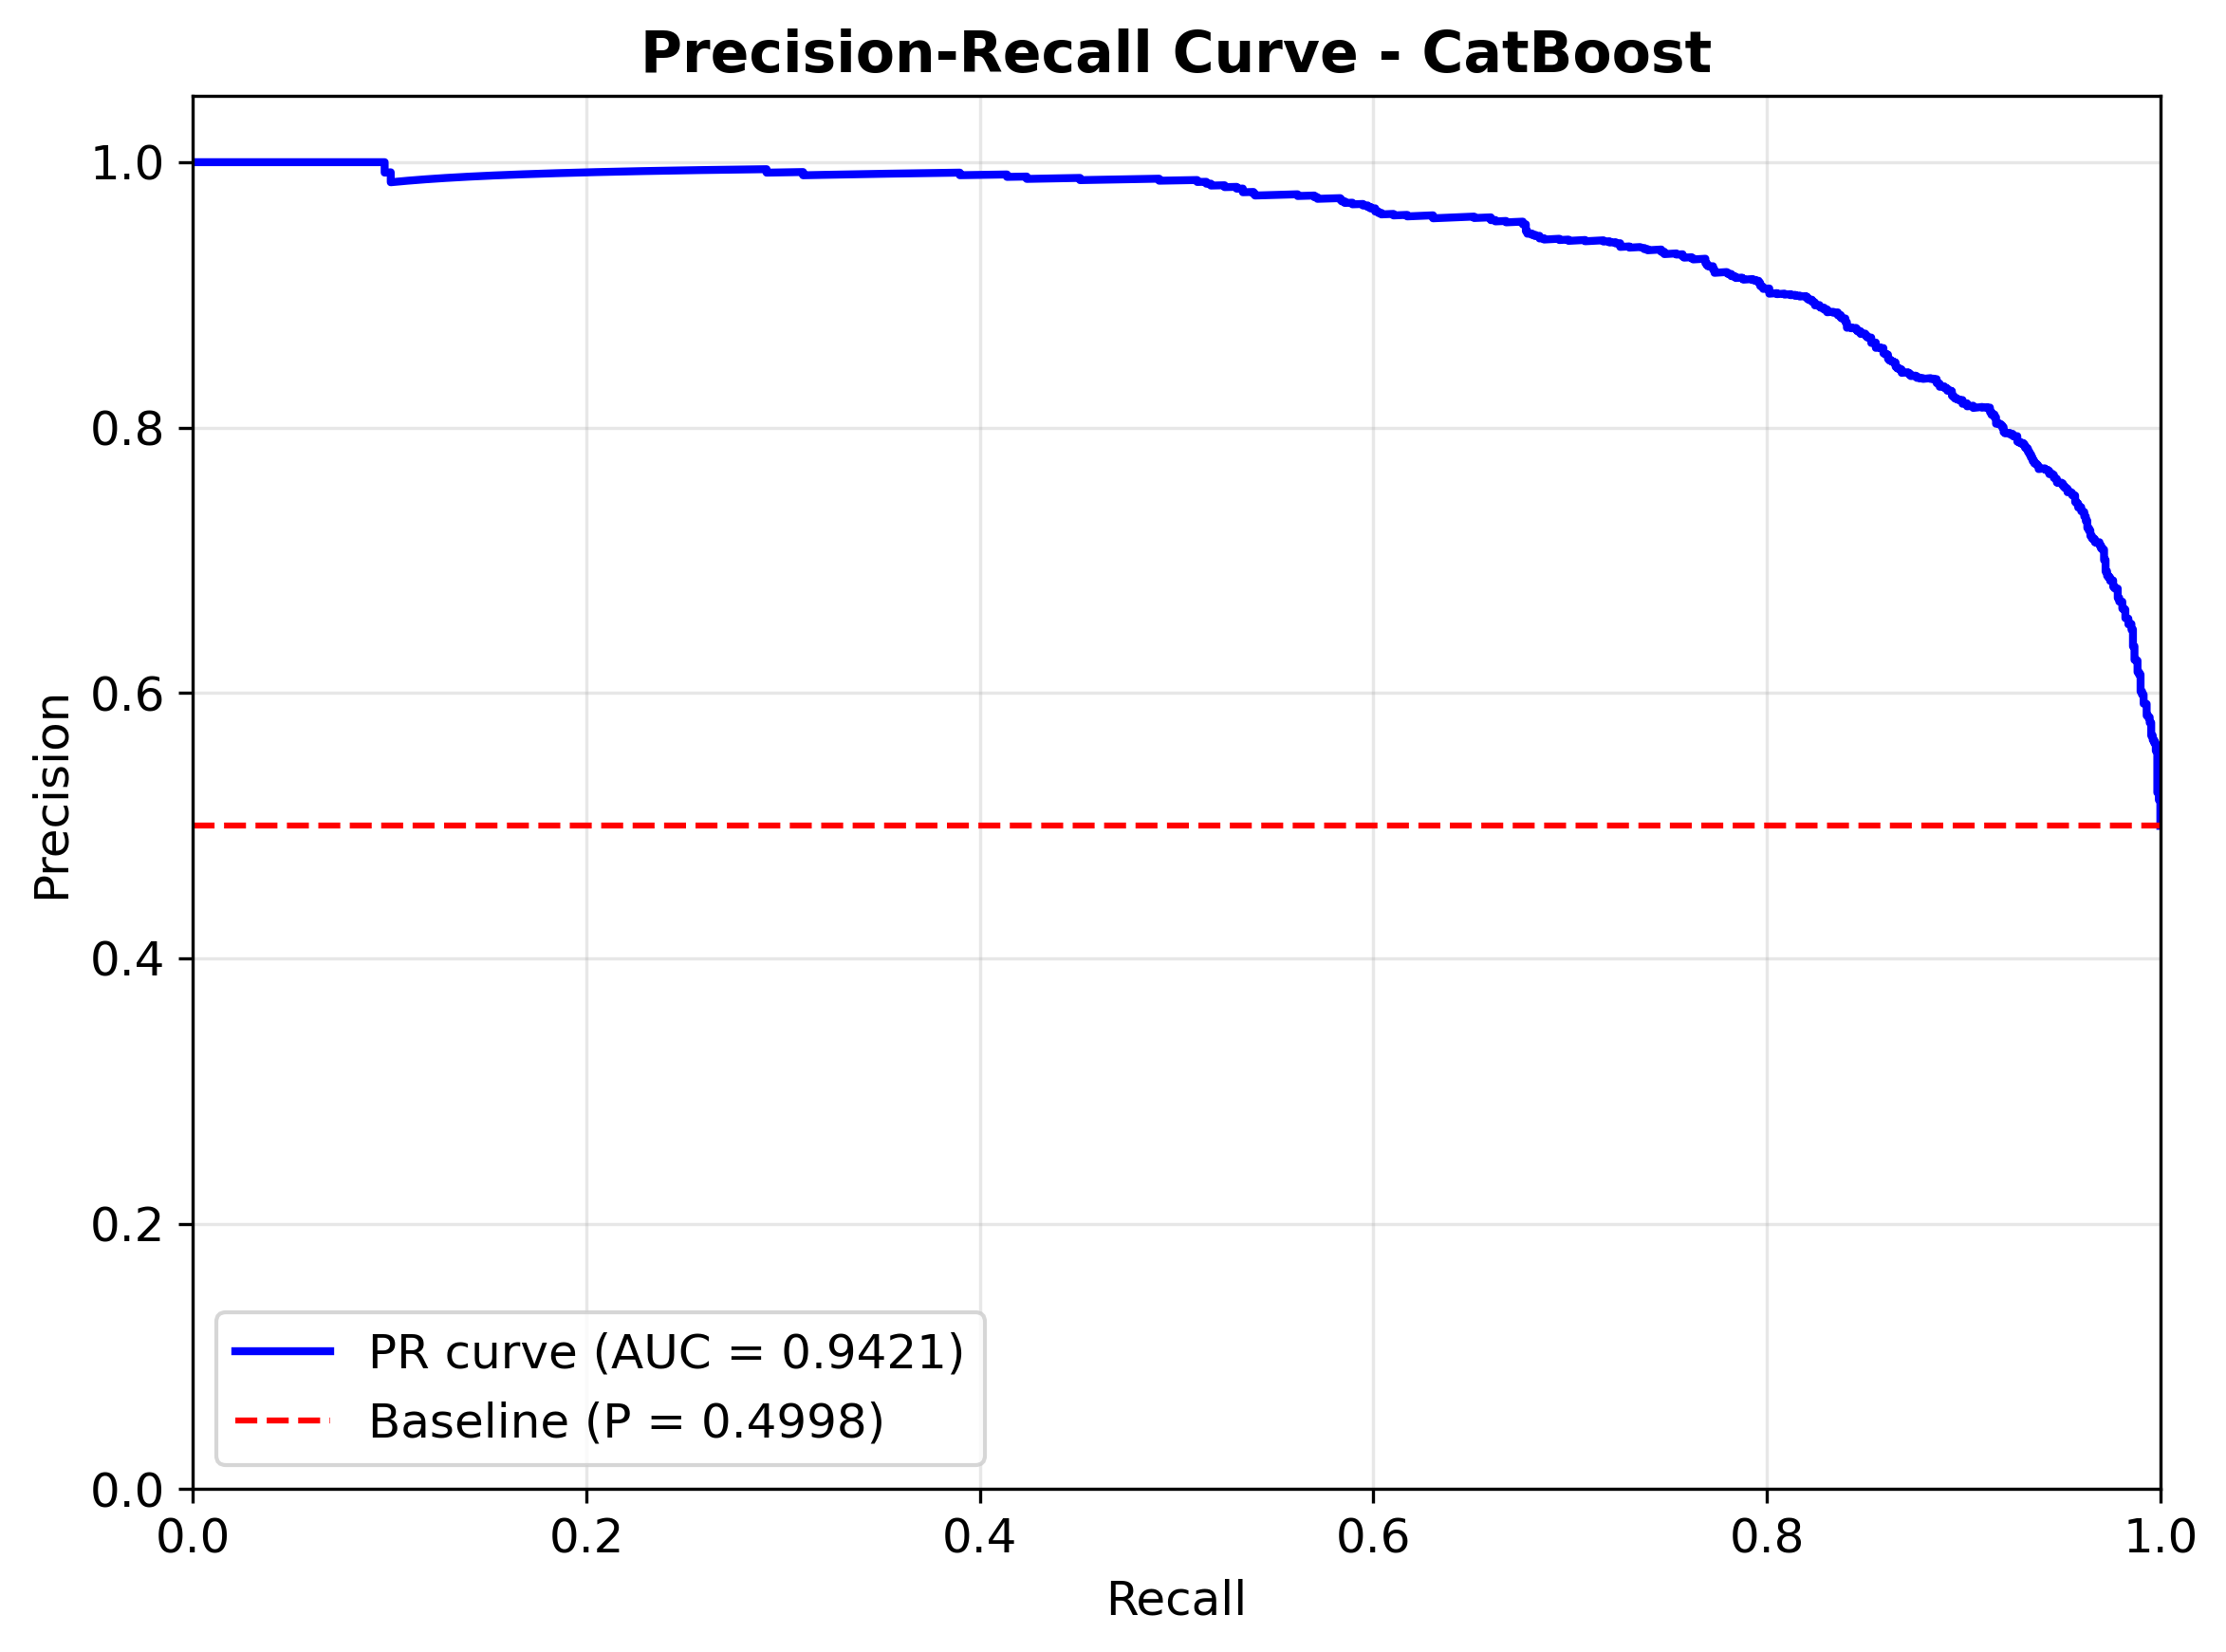 Precision-Recall Curve - CatBoost
1.0
0.8
0.6
0.4
0.2
0.0
Precision
PR curve (AUC = 0.9421)
Baseline (P = 0.4998)
0.0 0.2 0.4 0.6 0.8 1.0
Recall